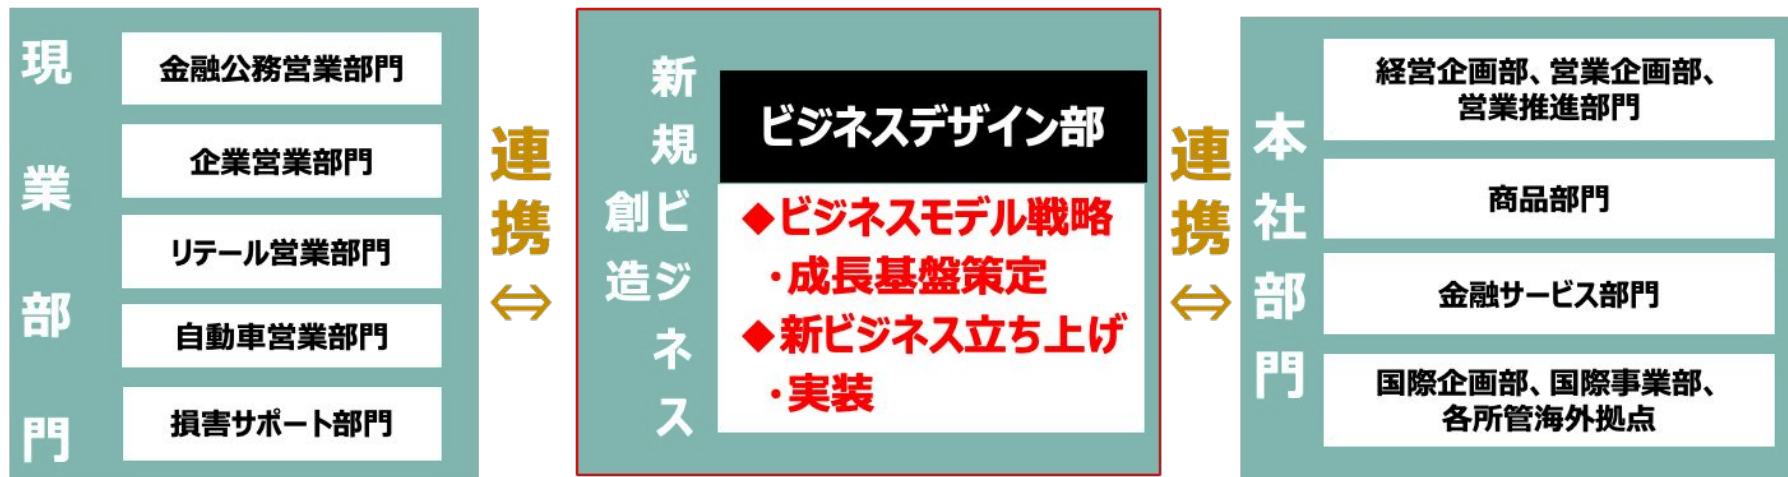 現業部門
金融公務営業部門
企業営業部門
リテール営業部門
自動車営業部門
損害サポート部門
連携
⇔
新規ビジネス
創造
ビジネスデザイン部
◆ビジネスモデル戦略
・成長基盤策定
◆新ビジネス立ち上げ
・実装
連携
⇔
本社部門
経営企画部、営業企画部、
営業推進部門
商品部門
金融サービス部門
国際企画部、国際事業部、
各所管海外拠点